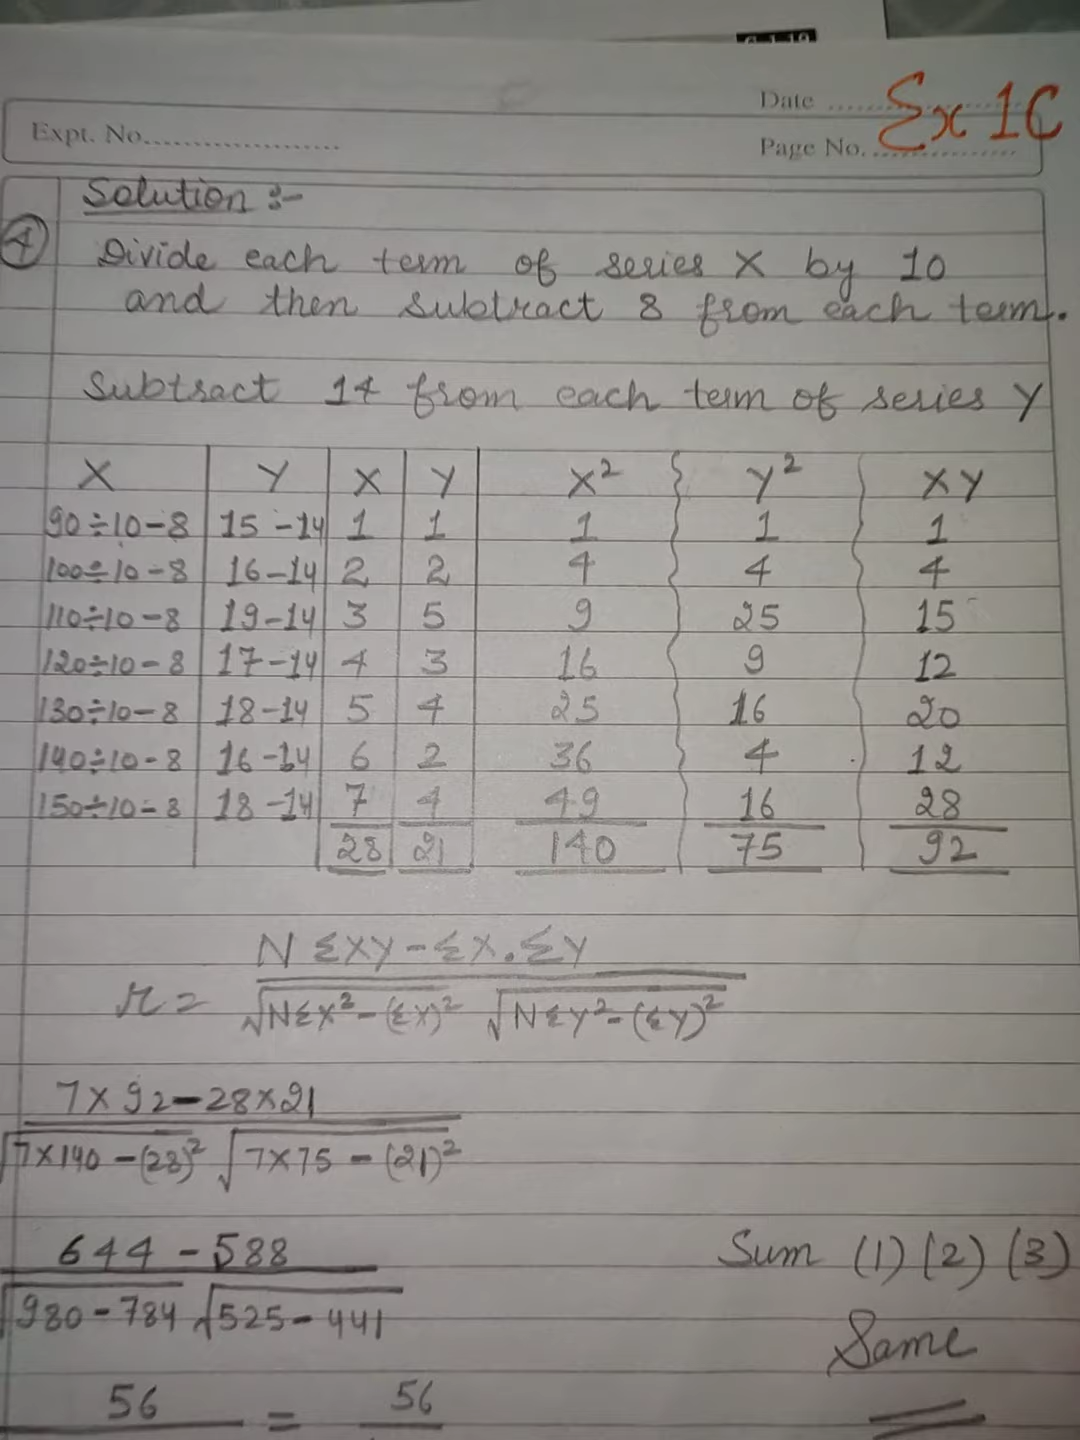 Date ........ Ex 1C
Expt. No....................
Page No. ................
Solution :-
4 Divide each term of series X by 10
and then subtract 8 from each term.
Subtract 14 from each term of series Y
X Y X Y X² Y² XY
90÷10-8 15-14 1 1 1 1 1
100÷10-8 16-14 2 2 4 4 4
110÷10-8 19-14 3 5 9 25 15
120÷10-8 17-14 4 3 16 9 12
130÷10-8 18-14 5 4 25 16 20
140÷10-8 16-14 6 2 36 4 12
150÷10-8 18-14 7 4 49 16 28
28 21 140 75 92
NΣXY-ΣX.ΣY
r =
√NΣX²-(ΣX)² √NΣY²-(ΣY)²
7×92-28×21
√7×140-(28)² √7×75-(21)²
644-588
√980-784 √525-441
Sum (1) (2) (3)
Same
56 = 56